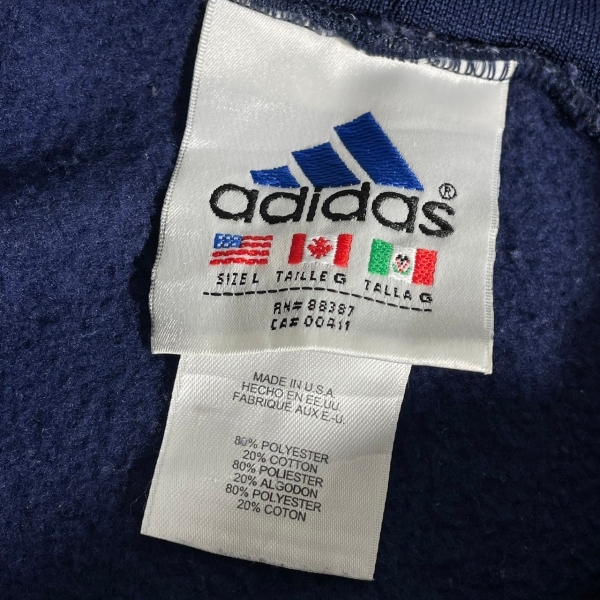 adidas®
SIZE L TAILLE G TALLA G
RN# 88387
CA# 00411
MADE IN U.S.A.
HECHO EN EE.UU.
FABRIQUE AUX E.-U.
80% POLYESTER
20% COTTON
80% POLIESTER
20% ALGODON
80% POLYESTER
20% COTON